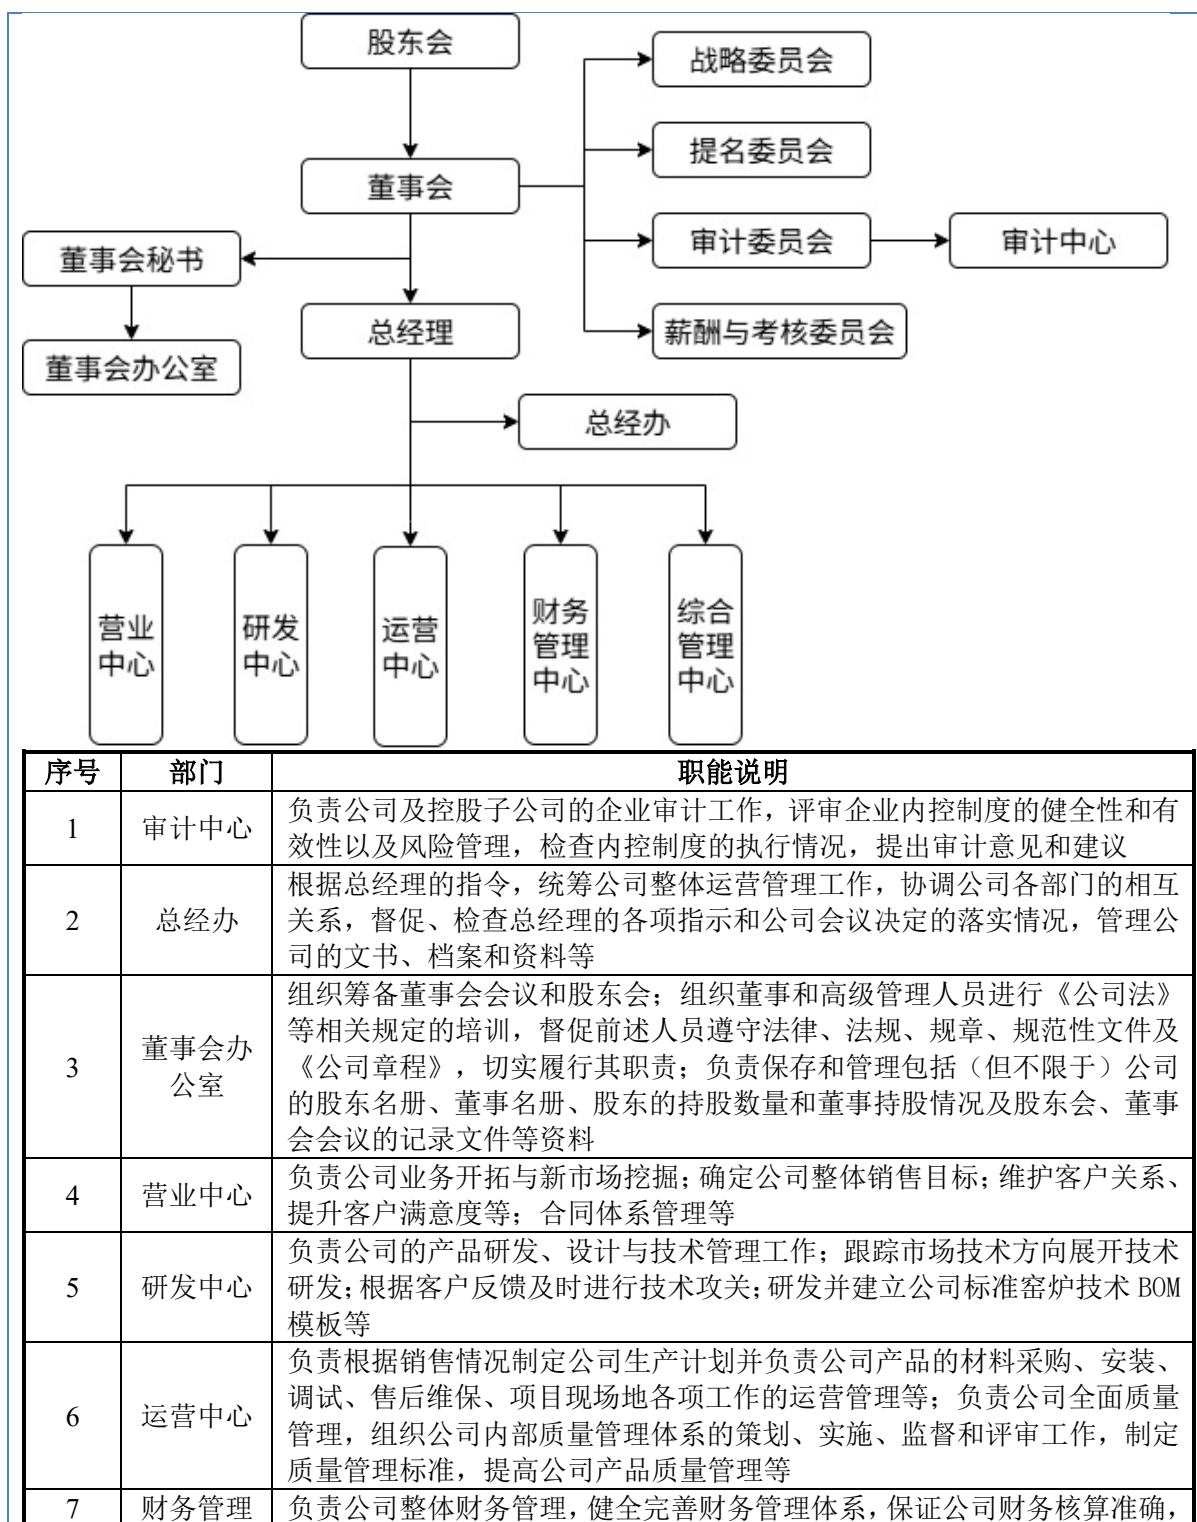 股东会
战略委员会
提名委员会
董事会
审计委员会
审计中心
董事会秘书
总经理
薪酬与考核委员会
董事会办公室
总经办
营业
中心
研发
中心
运营
中心
财务
管理
中心
综合
管理
中心
序号 部门 职能说明
1 审计中心 负责公司及控股子公司的企业审计工作，评审企业内控制度的健全性和有
效性以及风险管理，检查内控制度的执行情况，提出审计意见和建议
根据总经理的指令，统筹公司整体运营管理工作，协调公司各部门的相互
2 总经办 关系，督促、检查总经理的各项指示和公司会议决定的落实情况，管理公
司的文书、档案和资料等
组织筹备董事会会议和股东会；组织董事和高级管理人员进行《公司法》
等相关规定的培训，督促前述人员遵守法律、法规、规章、规范性文件及
3 董事会办公室 《公司章程》，切实履行其职责；负责保存和管理包括（但不限于）公司
的股东名册、董事名册、股东的持股数量和董事持股情况及股东会、董事
会会议的记录文件等资料
4 营业中心 负责公司业务开拓与新市场挖掘；确定公司整体销售目标；维护客户关系、
提升客户满意度等；合同体系管理等
负责公司的产品研发、设计与技术管理工作；跟踪市场技术方向展开技术
5 研发中心 研发；根据客户反馈及时进行技术攻关；研发并建立公司标准窑炉技术 BOM
模板等
负责根据销售情况制定公司生产计划并负责公司产品的材料采购、安装、
调试、售后维保、项目现场地各项工作的运营管理等；负责公司全面质量
6 运营中心 管理，组织公司内部质量管理体系的策划、实施、监督和评审工作，制定
质量管理标准，提高公司产品质量管理等
7 财务管理 负责公司整体财务管理，健全完善财务管理体系，保证公司财务核算准确，